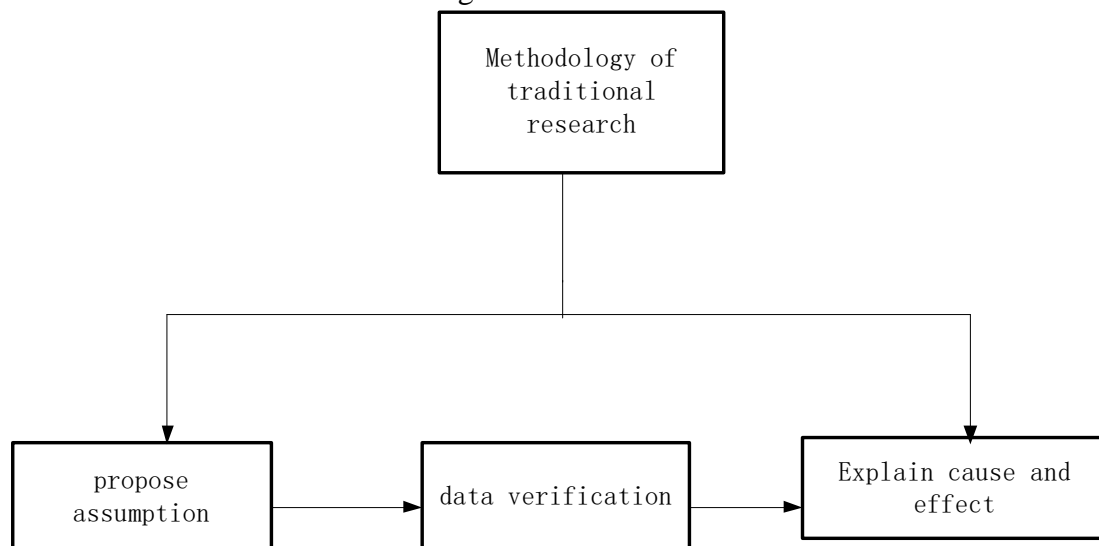 Methodology of
traditional
research
propose
assumption
data verification
Explain cause and
effect